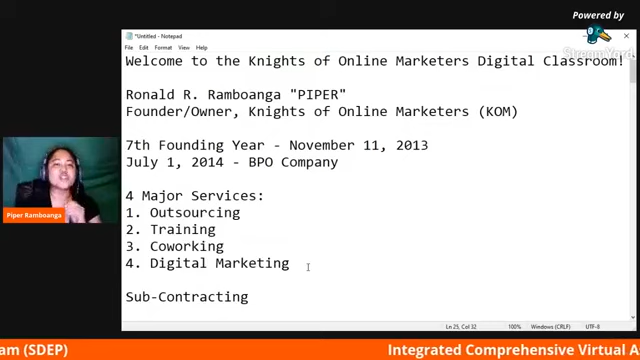 Powered by
StreamYard
*Untitled - Notepad
File Edit Format View Help
Welcome to the Knights of Online Marketers Digital Classroom!
Ronald R. Ramboanga "PIPER"
Founder/Owner, Knights of Online Marketers (KOM)
7th Founding Year - November 11, 2013
July 1, 2014 - BPO Company
4 Major Services:
1. Outsourcing
2. Training
3. Coworking
4. Digital Marketing
Sub-Contracting
Piper Ramboanga
Ln 25, Col 32 100% Windows (CRLF) UTF-8
am (SDEP) Integrated Comprehensive Virtual A